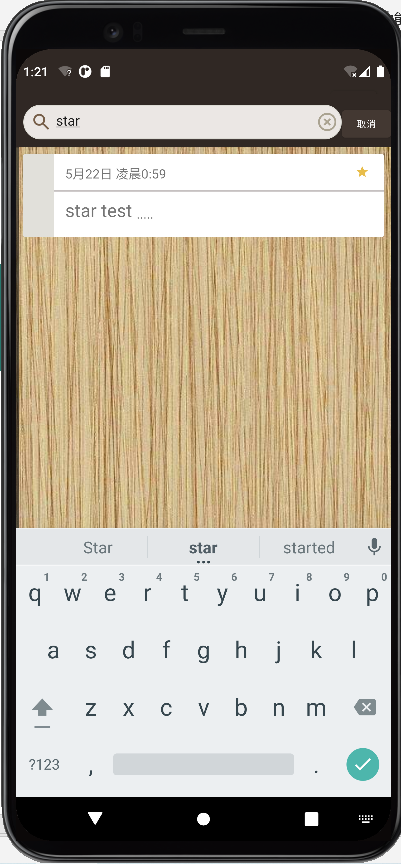 1:21
star
取消
5月22日 凌晨0:59
star test .....
Star star started
1 2 3 4 5 6 7 8 9 0
q w e r t y u i o p
a s d f g h j k l
z x c v b n m
?123 , .